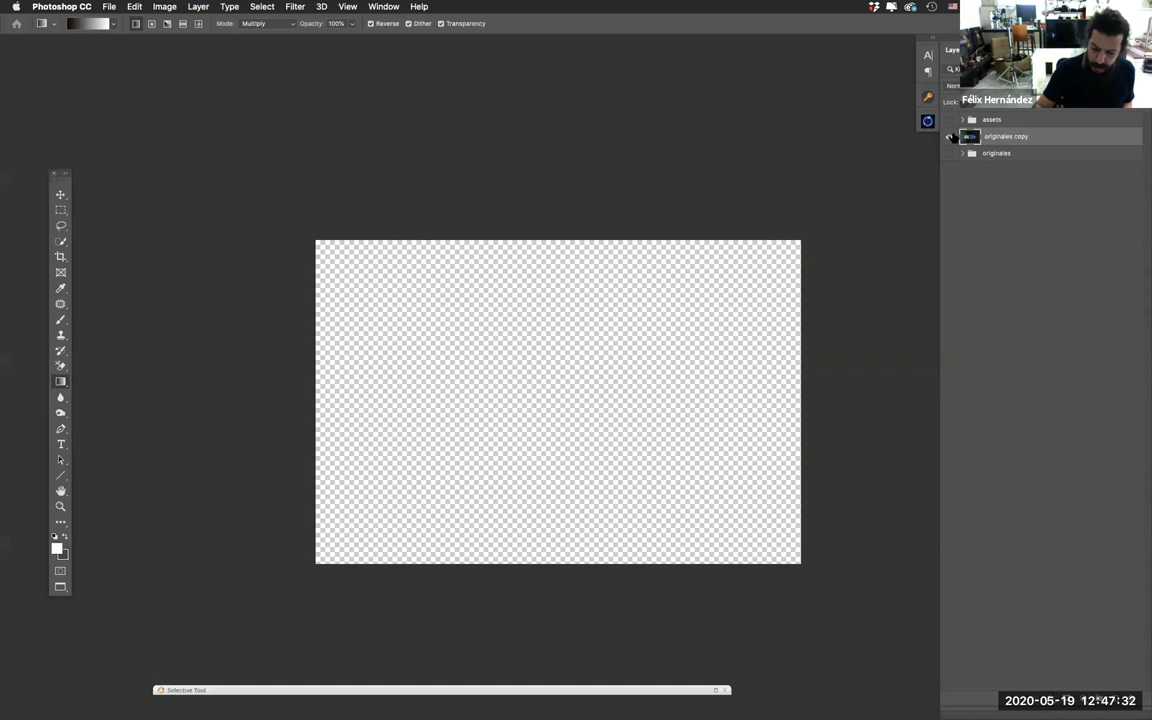 Photoshop CC File Edit Image Layer Type Select Filter 3D View Window Help
Mode: Multiply Opacity: 100% Reverse Dither Transparency
Félix Hernández
Lock:
assets
originales copy
originales
Selective Tool
2020-05-19 12:47:32